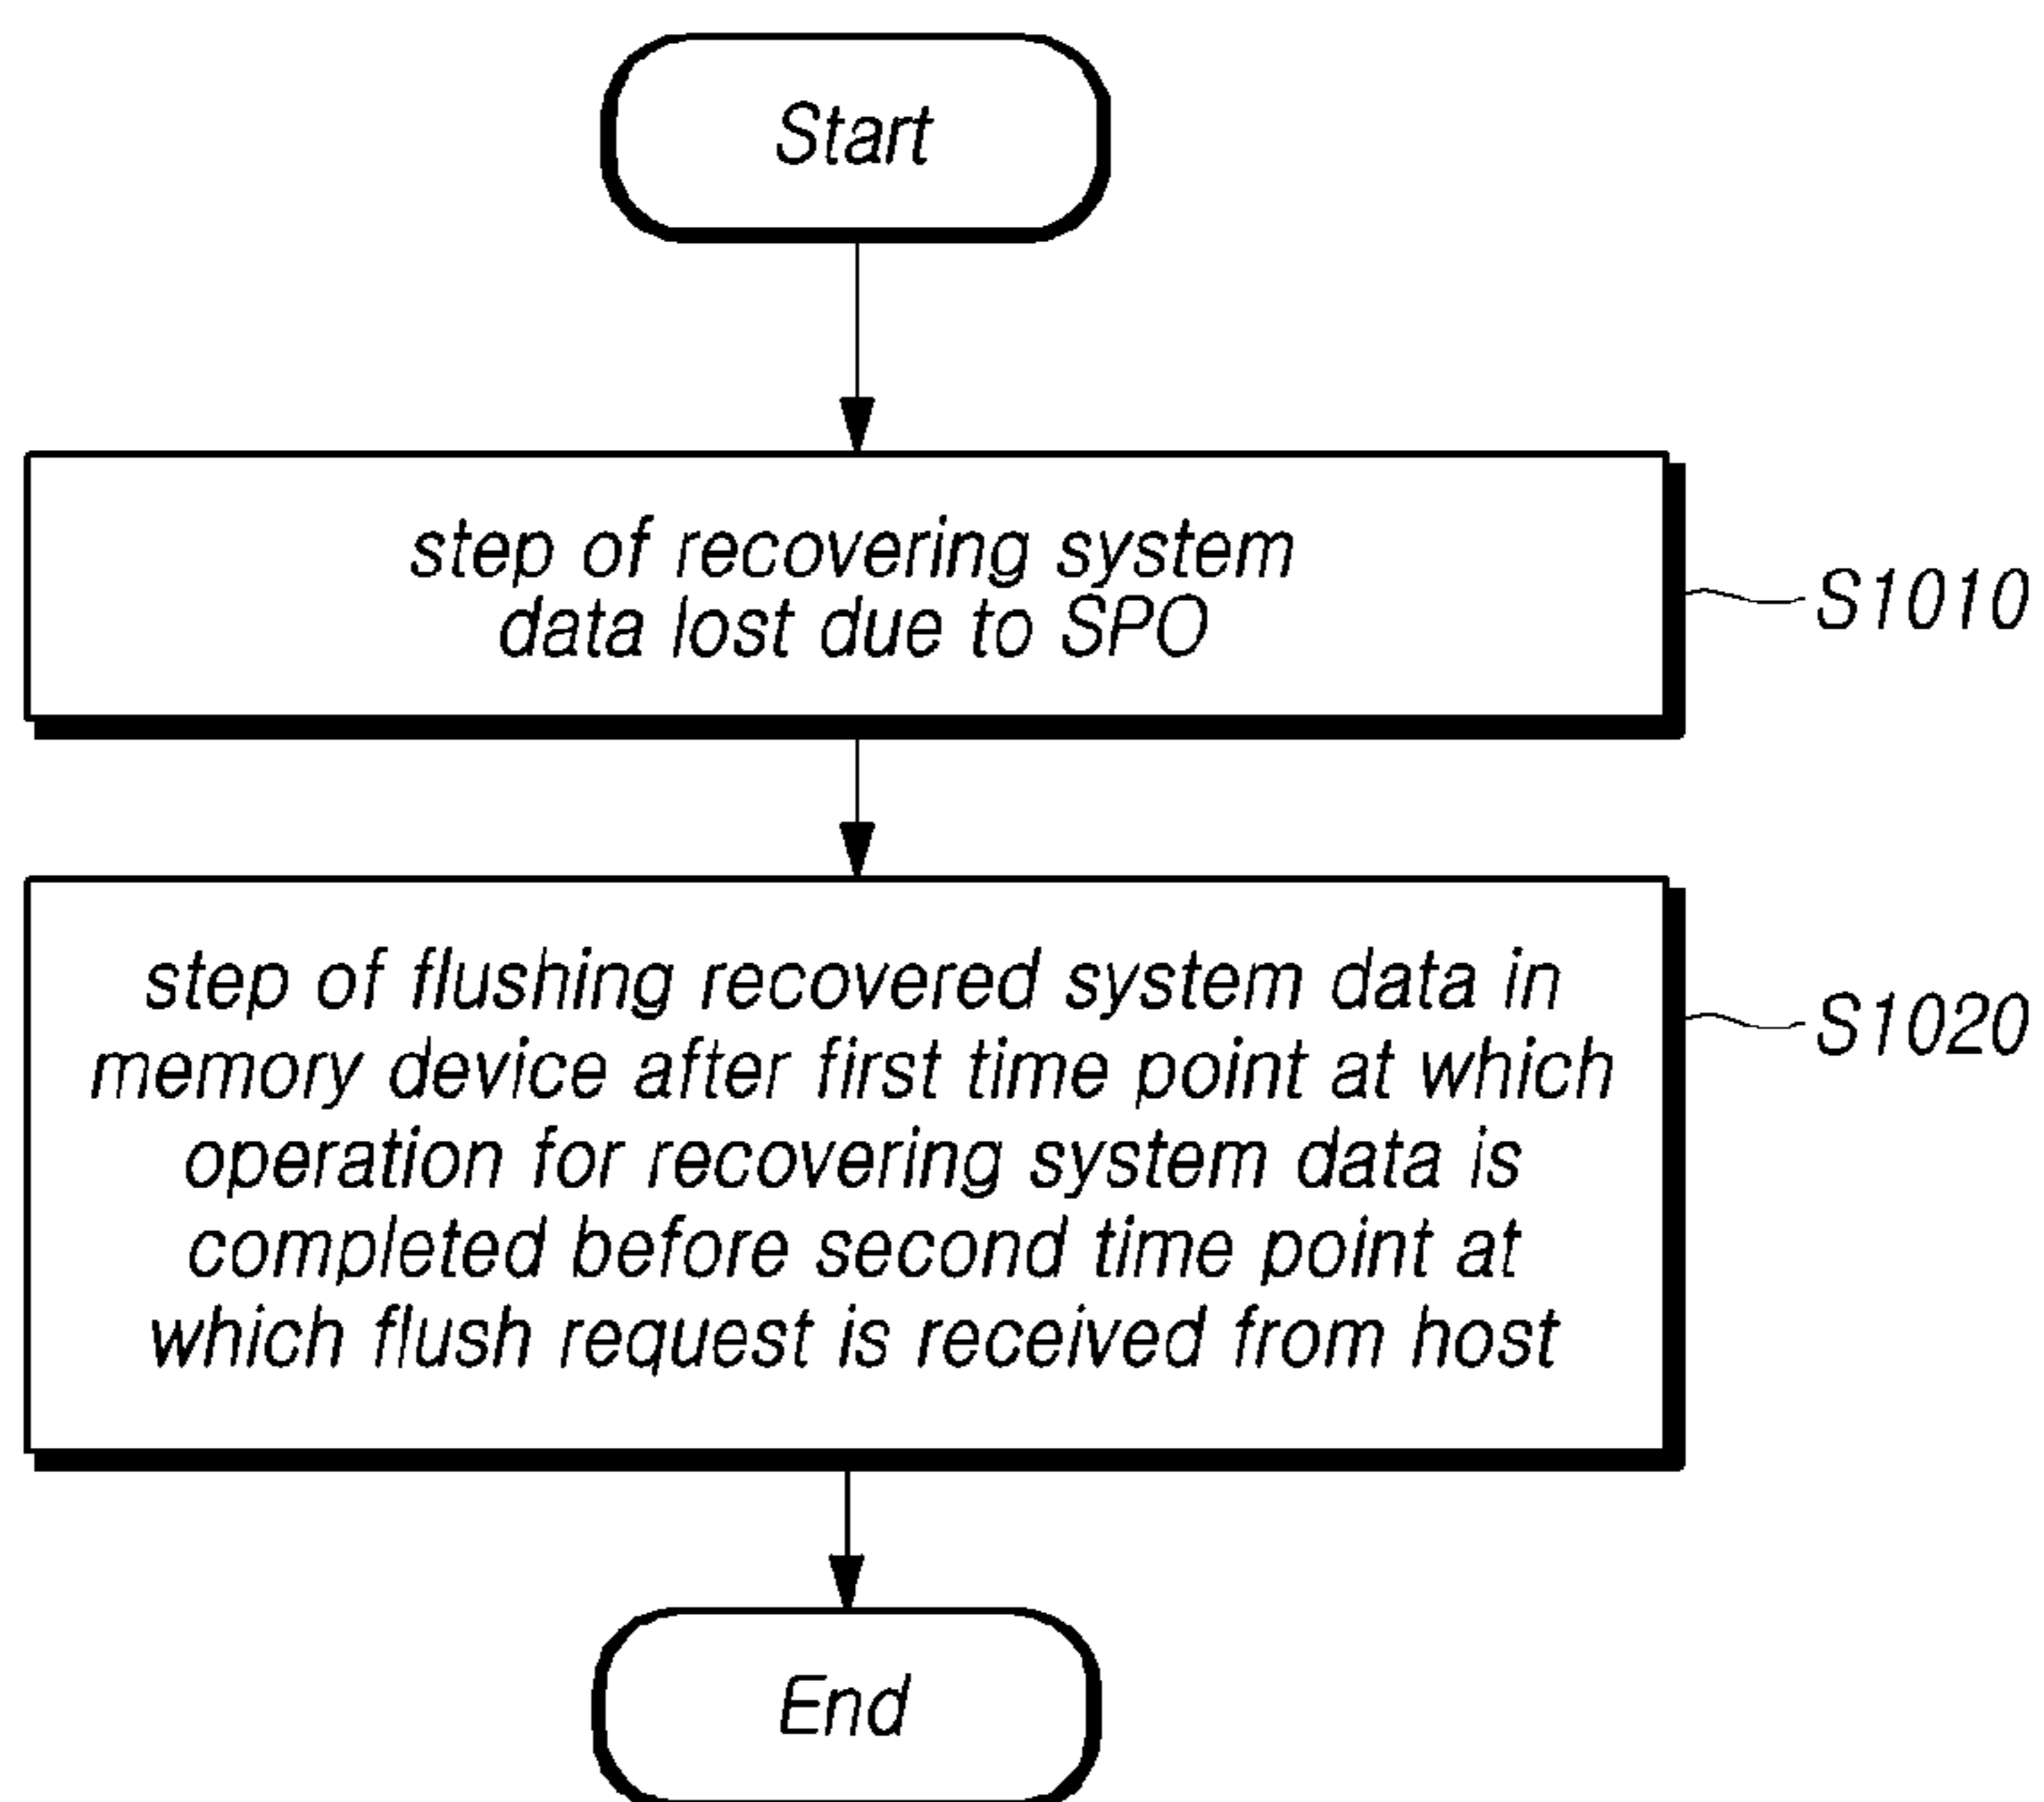 Start
step of recovering system
data lost due to SPO
S1010
step of flushing recovered system data in
memory device after first time point at which
operation for recovering system data is
completed before second time point at
which flush request is received from host
S1020
End